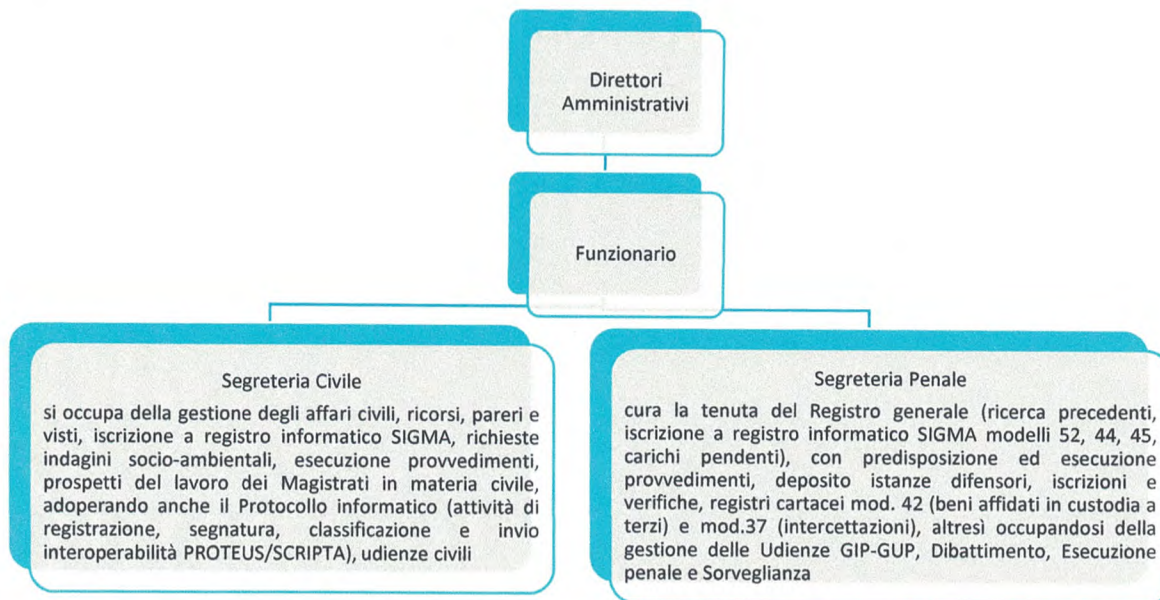 Direttori
Amministrativi
Funzionario
Segreteria Civile
si occupa della gestione degli affari civili, ricorsi, pareri e
visti, iscrizione a registro informatico SIGMA, richieste
indagini socio-ambientali, esecuzione provvedimenti,
prospetti del lavoro dei Magistrati in materia civile,
adoperando anche il Protocollo informatico (attività di
registrazione, segnatura, classificazione e invio
interoperabilità PROTEUS/SCRIPTA), udienze civili
Segreteria Penale
cura la tenuta del Registro generale (ricerca precedenti,
iscrizione a registro informatico SIGMA modelli 52, 44, 45,
carichi pendenti), con predisposizione ed esecuzione
provvedimenti, deposito istanze difensori, iscrizioni e
verifiche, registri cartacei mod. 42 (beni affidati in custodia a
terzi) e mod.37 (intercettazioni), altresì occupandosi della
gestione delle Udienze GIP-GUP, Dibattimento, Esecuzione
penale e Sorveglianza